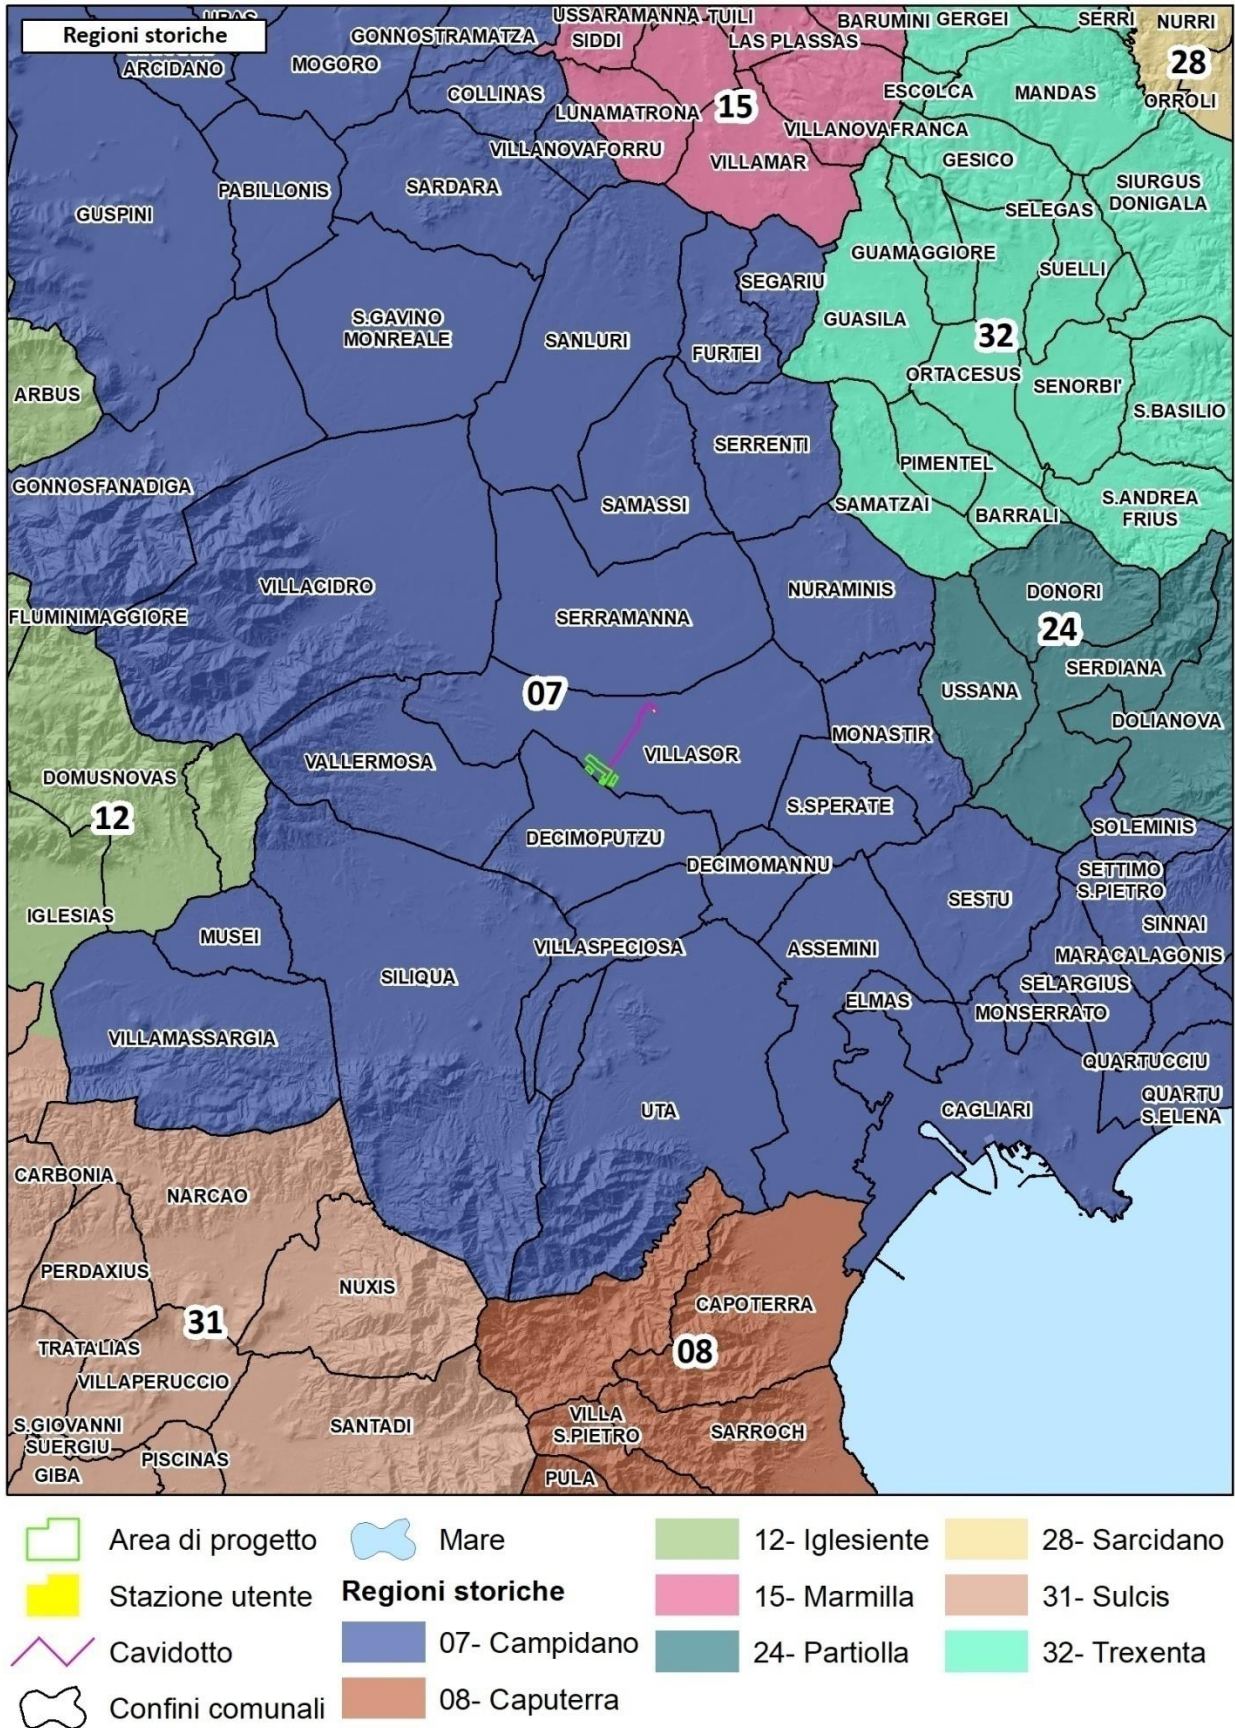 URAS
Regioni storiche
ARCIDANO
MOGORO
GONNOSTRAMATZA
USSARAMANNA
TUILI
SIDDI
LAS PLASSAS
BARUMINI
GERGEI
SERRI
NURRI
28
ORROLI
COLLINAS
LUNAMATRONA
15
ESCOLCA
MANDAS
VILLANOVAFORRU
VILLANOVAFRANCA
VILLAMAR
GESICO
PABILLONIS
SARDARA
GUSPINI
SIURGUS
DONIGALA
SELEGAS
GUAMAGGIORE
SUELLI
SEGARIU
GUASILA
S.GAVINO
MONREALE
SANLURI
FURTEI
32
ARBUS
ORTACESUS
SENORBI'
S.BASILIO
SERRENTI
PIMENTEL
GONNOSFANADIGA
SAMASSI
SAMATZAI
BARRALI
S.ANDREA
FRIUS
VILLACIDRO
NURAMINIS
DONORI
FLUMINIMAGGIORE
SERRAMANNA
24
SERDIANA
07
USSANA
DOLIANOVA
MONASTIR
VALLERMOSA
VILLASOR
DOMUSNOVAS
12
S.SPERATE
DECIMOPUTZU
SOLEMINIS
DECIMOMANNU
SETTIMO
S.PIETRO
SESTU
IGLESIAS
MUSEI
SINNAI
VILLASPECIOSA
ASSEMINI
MARACALAGONIS
SILIQUA
SELARGIUS
ELMAS
MONSERRATO
VILLAMASSARGIA
QUARTUCCIU
UTA
CAGLIARI
QUARTU
S.ELENA
CARBONIA
NARCAO
PERDAXIUS
NUXIS
CAPOTERRA
31
TRATALIAS
08
VILLAPERUCCIO
S.GIOVANNI
SUERGIU
SANTADI
VILLA
S.PIETRO
SARROCH
GIBA
PISCINAS
PULA
Area di progetto
Stazione utente
Cavidotto
Confini comunali
Mare
Regioni storiche
07- Campidano
08- Caputerra
12- Iglesiente
15- Marmilla
24- Partiolla
28- Sarcidano
31- Sulcis
32- Trexenta